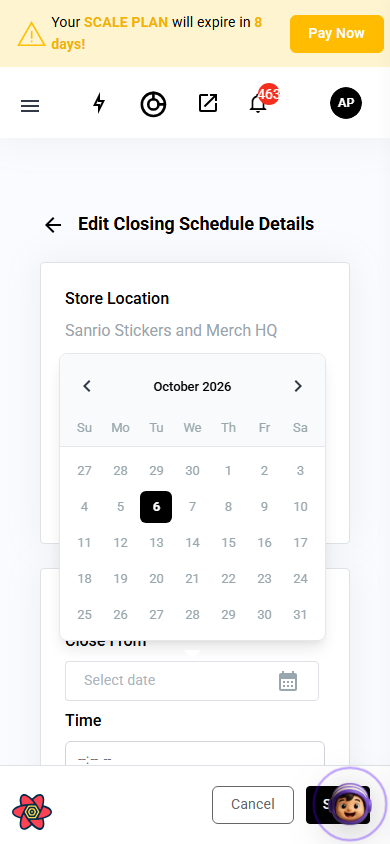 Your SCALE PLAN will expire in 8
days!
Pay Now
463
AP
Edit Closing Schedule Details
Store Location
Sanrio Stickers and Merch HQ
October 2026
Su Mo Tu We Th Fr Sa
27 28 29 30 1 2 3
4 5 6 7 8 9 10
11 12 13 14 15 16 17
18 19 20 21 22 23 24
25 26 27 28 29 30 31
Close From
Select date
Time
--:-- --
Cancel